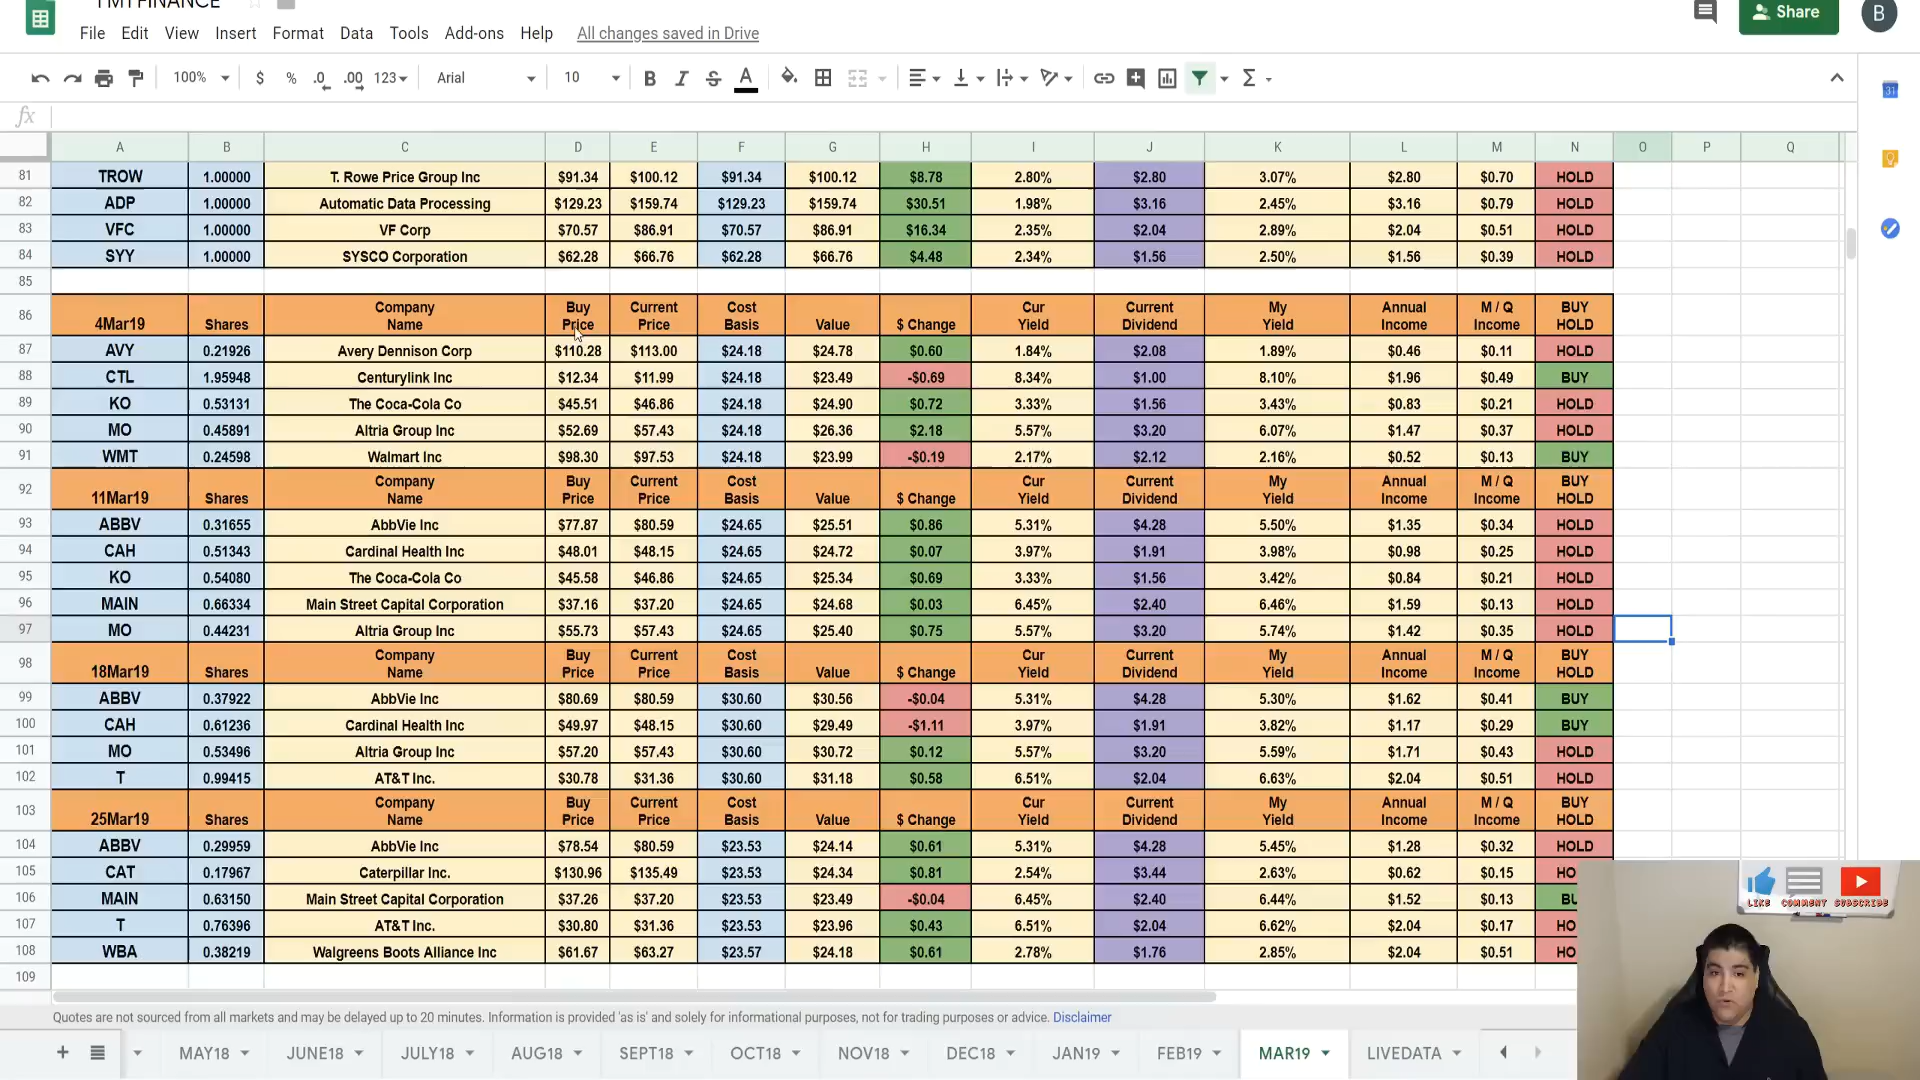 File Edit View Insert Format Data Tools Add-ons Help All changes saved in Drive Share B
100% $ % .0 .00 123 Arial 10 B I S A Σ 31
fx
A B C D E F G H I J K L M N O P Q
81 TROW 1.00000 T. Rowe Price Group Inc $91.34 $100.12 $91.34 $100.12 $8.78 2.80% $2.80 3.07% $2.80 $0.70 HOLD
82 ADP 1.00000 Automatic Data Processing $129.23 $159.74 $129.23 $159.74 $30.51 1.98% $3.16 2.45% $3.16 $0.79 HOLD
83 VFC 1.00000 VF Corp $70.57 $86.91 $70.57 $86.91 $16.34 2.35% $2.04 2.89% $2.04 $0.51 HOLD
84 SYY 1.00000 SYSCO Corporation $62.28 $66.76 $62.28 $66.76 $4.48 2.34% $1.56 2.50% $1.56 $0.39 HOLD
85
86 4Mar19 Shares Company Name Buy Price Current Price Cost Basis Value $ Change Cur Yield Current Dividend My Yield Annual Income M / Q Income BUY HOLD
87 AVY 0.21926 Avery Dennison Corp $110.28 $113.00 $24.18 $24.78 $0.60 1.84% $2.08 1.89% $0.46 $0.11 HOLD
88 CTL 1.95948 Centurylink Inc $12.34 $11.99 $24.18 $23.49 -$0.69 8.34% $1.00 8.10% $1.96 $0.49 BUY
89 KO 0.53131 The Coca-Cola Co $45.51 $46.86 $24.18 $24.90 $0.72 3.33% $1.56 3.43% $0.83 $0.21 HOLD
90 MO 0.45891 Altria Group Inc $52.69 $57.43 $24.18 $26.36 $2.18 5.57% $3.20 6.07% $1.47 $0.37 HOLD
91 WMT 0.24598 Walmart Inc $98.30 $97.53 $24.18 $23.99 -$0.19 2.17% $2.12 2.16% $0.52 $0.13 BUY
92 11Mar19 Shares Company Name Buy Price Current Price Cost Basis Value $ Change Cur Yield Current Dividend My Yield Annual Income M / Q Income BUY HOLD
93 ABBV 0.31655 AbbVie Inc $77.87 $80.59 $24.65 $25.51 $0.86 5.31% $4.28 5.50% $1.35 $0.34 HOLD
94 CAH 0.51343 Cardinal Health Inc $48.01 $48.15 $24.65 $24.72 $0.07 3.97% $1.91 3.98% $0.98 $0.25 HOLD
95 KO 0.54080 The Coca-Cola Co $45.58 $46.86 $24.65 $25.34 $0.69 3.33% $1.56 3.42% $0.84 $0.21 HOLD
96 MAIN 0.66334 Main Street Capital Corporation $37.16 $37.20 $24.65 $24.68 $0.03 6.45% $2.40 6.46% $1.59 $0.13 HOLD
97 MO 0.44231 Altria Group Inc $55.73 $57.43 $24.65 $25.40 $0.75 5.57% $3.20 5.74% $1.42 $0.35 HOLD
98 18Mar19 Shares Company Name Buy Price Current Price Cost Basis Value $ Change Cur Yield Current Dividend My Yield Annual Income M / Q Income BUY HOLD
99 ABBV 0.37922 AbbVie Inc $80.69 $80.59 $30.60 $30.56 -$0.04 5.31% $4.28 5.30% $1.62 $0.41 BUY
100 CAH 0.61236 Cardinal Health Inc $49.97 $48.15 $30.60 $29.49 -$1.11 3.97% $1.91 3.82% $1.17 $0.29 BUY
101 MO 0.53496 Altria Group Inc $57.20 $57.43 $30.60 $30.72 $0.12 5.57% $3.20 5.59% $1.71 $0.43 HOLD
102 T 0.99415 AT&T Inc. $30.78 $31.36 $30.60 $31.18 $0.58 6.51% $2.04 6.63% $2.04 $0.51 HOLD
103 25Mar19 Shares Company Name Buy Price Current Price Cost Basis Value $ Change Cur Yield Current Dividend My Yield Annual Income M / Q Income BUY HOLD
104 ABBV 0.29959 AbbVie Inc $78.54 $80.59 $23.53 $24.14 $0.61 5.31% $4.28 5.45% $1.28 $0.32 HOLD
105 CAT 0.17967 Caterpillar Inc. $130.96 $135.49 $23.53 $24.34 $0.81 2.54% $3.44 2.63% $0.62 $0.15 HO
106 MAIN 0.63150 Main Street Capital Corporation $37.26 $37.20 $23.53 $23.49 -$0.04 6.45% $2.40 6.44% $1.52 $0.13 BU
107 T 0.76396 AT&T Inc. $30.80 $31.36 $23.53 $23.96 $0.43 6.51% $2.04 6.62% $2.04 $0.17 HO
108 WBA 0.38219 Walgreens Boots Alliance Inc $61.67 $63.27 $23.57 $24.18 $0.61 2.78% $1.76 2.85% $2.04 $0.51 HO
109
LIKE COMMENT SUBSCRIBE
Quotes are not sourced from all markets and may be delayed up to 20 minutes. Information is provided 'as is' and solely for informational purposes, not for trading purposes or advice. Disclaimer
MAY18 JUNE18 JULY18 AUG18 SEPT18 OCT18 NOV18 DEC18 JAN19 FEB19 MAR19 LIVEDATA